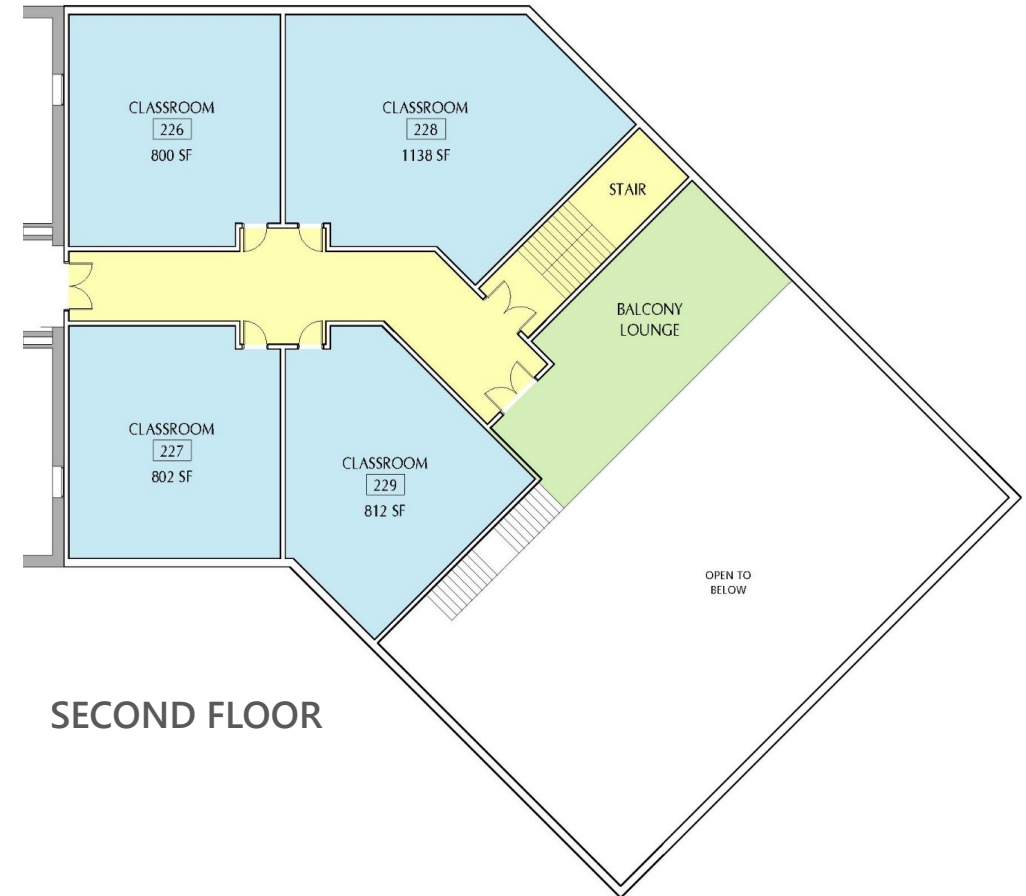 CLASSROOM
226
800 SF
CLASSROOM
228
1138 SF
STAIR
BALCONY
LOUNGE
CLASSROOM
227
802 SF
CLASSROOM
229
812 SF
OPEN TO
BELOW
SECOND FLOOR